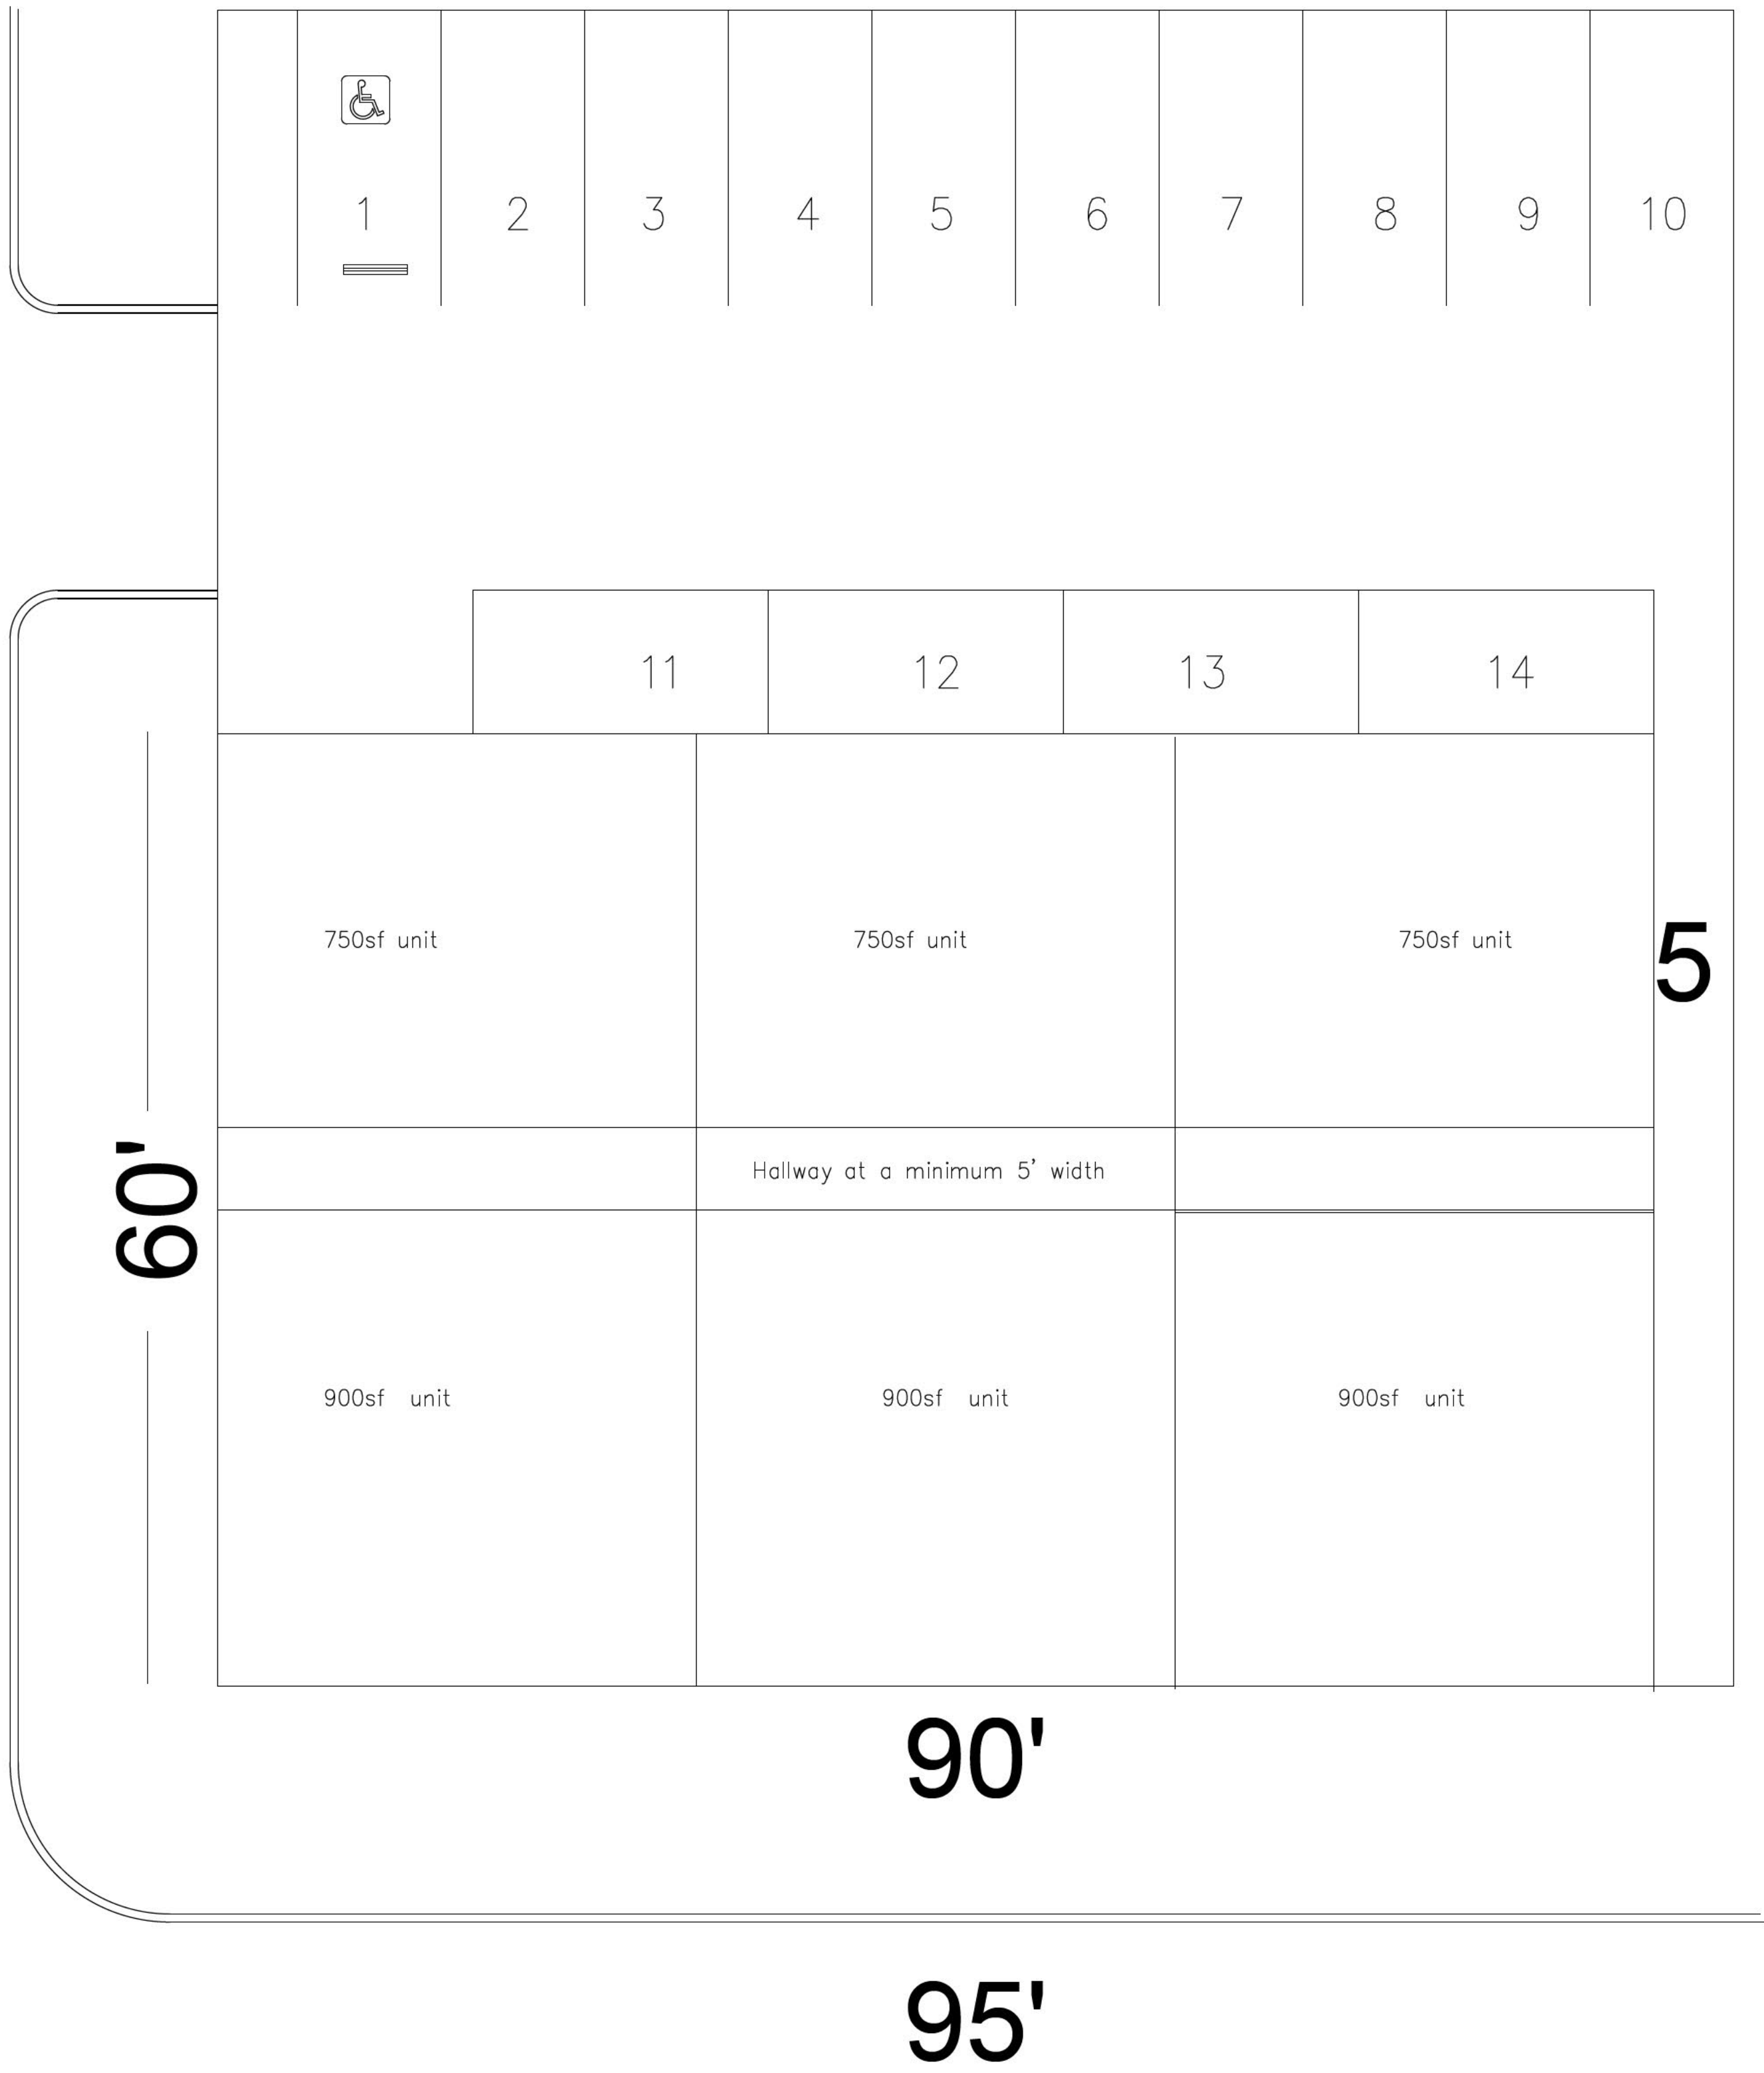 1 2 3 4 5 6 7 8 9 10
11 12 13 14
750sf unit 750sf unit 750sf unit
5
60'
Hallway at a minimum 5' width
900sf unit 900sf unit 900sf unit
90'
95'